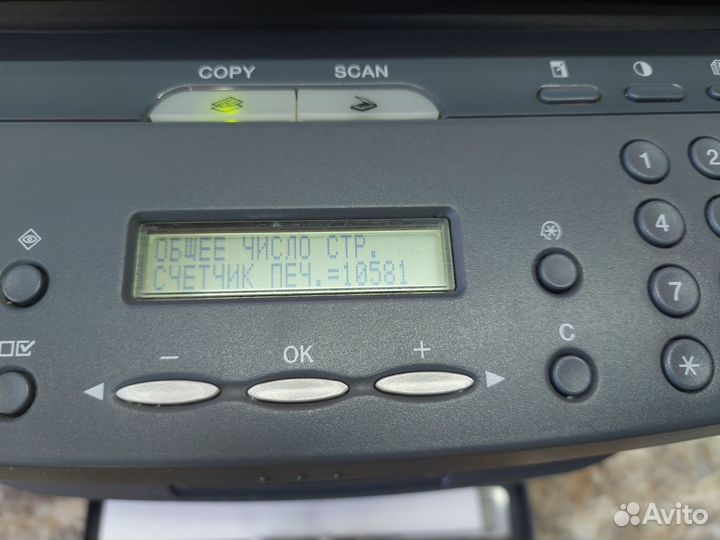 COPY SCAN
1 2
ОБЩЕЕ ЧИСЛО СТР.
СЧЕТЧИК ПЕЧ.=10581
4
7
- OK +
C
*
Avito